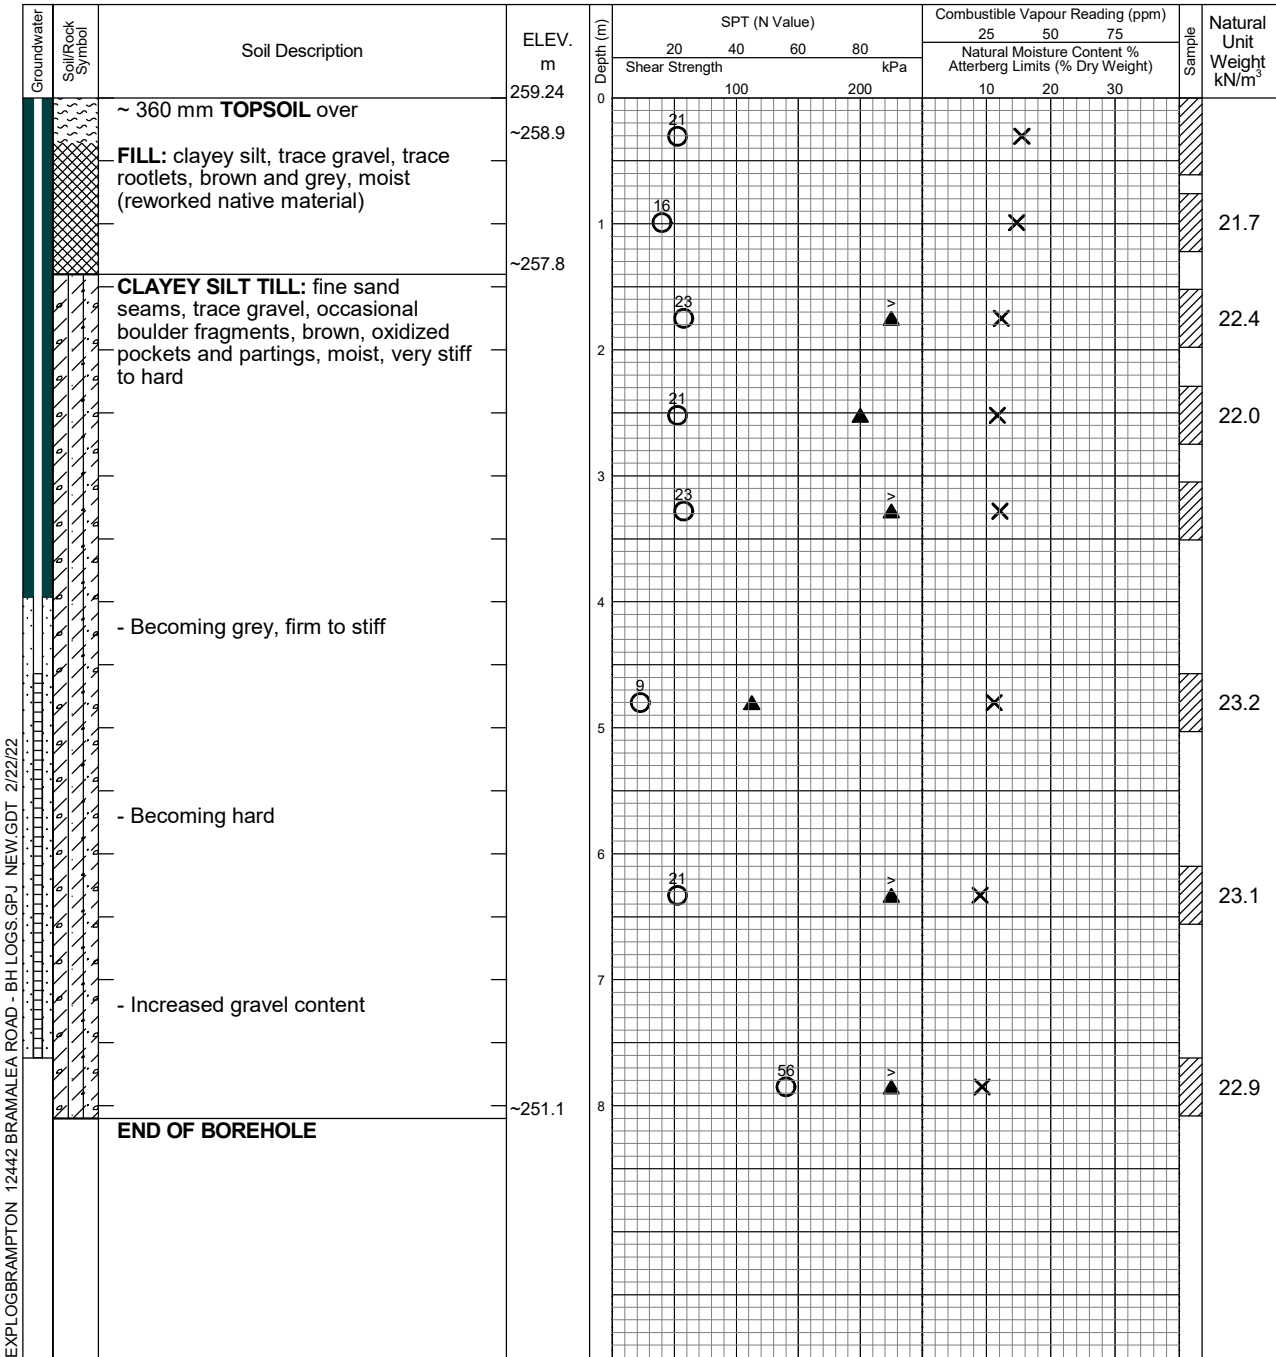 Groundwater
Soil/Rock
Symbol
Soil Description
ELEV.
m
Depth (m)
SPT (N Value)
20 40 60 80
Shear Strength kPa
100 200
Combustible Vapour Reading (ppm)
25 50 75
Natural Moisture Content %
Atterberg Limits (% Dry Weight)
10 20 30
Sample
Natural
Unit
Weight
kN/m³
259.24
0
~ 360 mm TOPSOIL over
~258.9
21
FILL: clayey silt, trace gravel, trace
rootlets, brown and grey, moist
(reworked native material)
16
1
21.7
~257.8
CLAYEY SILT TILL: fine sand
seams, trace gravel, occasional
boulder fragments, brown, oxidized
pockets and partings, moist, very stiff
to hard
23
>
22.4
2
21
22.0
3
23
>
4
- Becoming grey, firm to stiff
9
23.2
5
- Becoming hard
6
21
>
23.1
7
- Increased gravel content
56
>
22.9
~251.1
8
END OF BOREHOLE
EXPLOGBRAMPTON 12442 BRAMALEA ROAD - BH LOGS.GPJ NEW.GDT 2/22/22